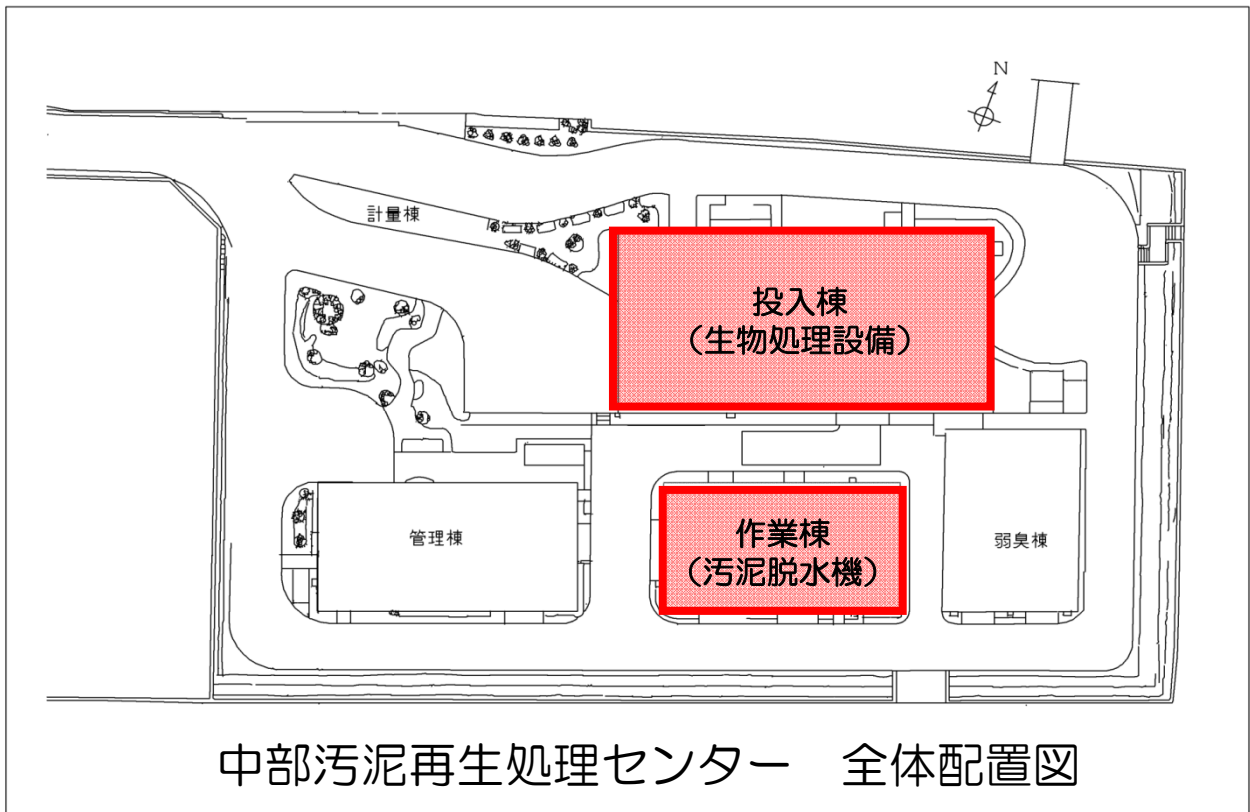 N
計量棟
投入棟
（生物処理設備）
管理棟
作業棟
（汚泥脱水機）
弱臭棟
中部汚泥再生処理センター　全体配置図